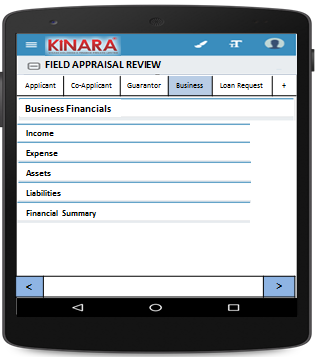 KINARA
FIELD APPRAISAL REVIEW
Applicant Co-Applicant Guarantor Business Loan Request +
Business Financials
Income
Expense
Assets
Liabilities
Financial Summary
< >